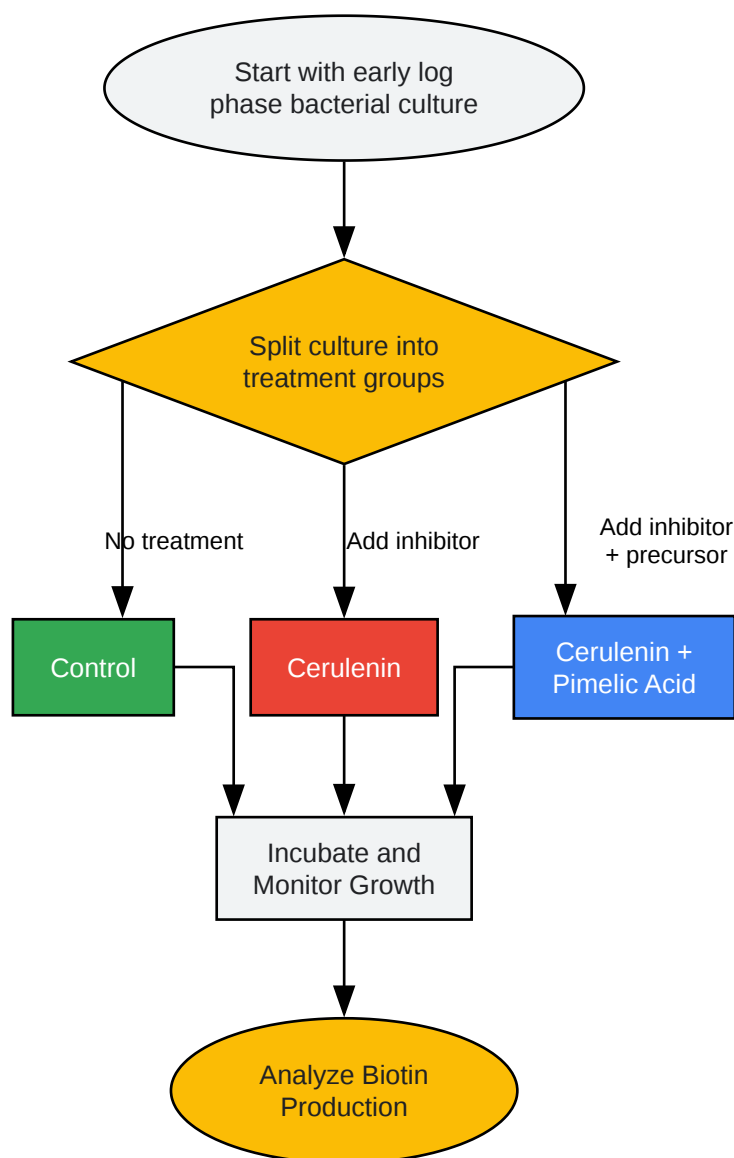 Start with early log
phase bacterial culture
Split culture into
treatment groups
No treatment
Add inhibitor
Add inhibitor
+ precursor
Control
Cerulenin
Cerulenin +
Pimelic Acid
Incubate and
Monitor Growth
Analyze Biotin
Production